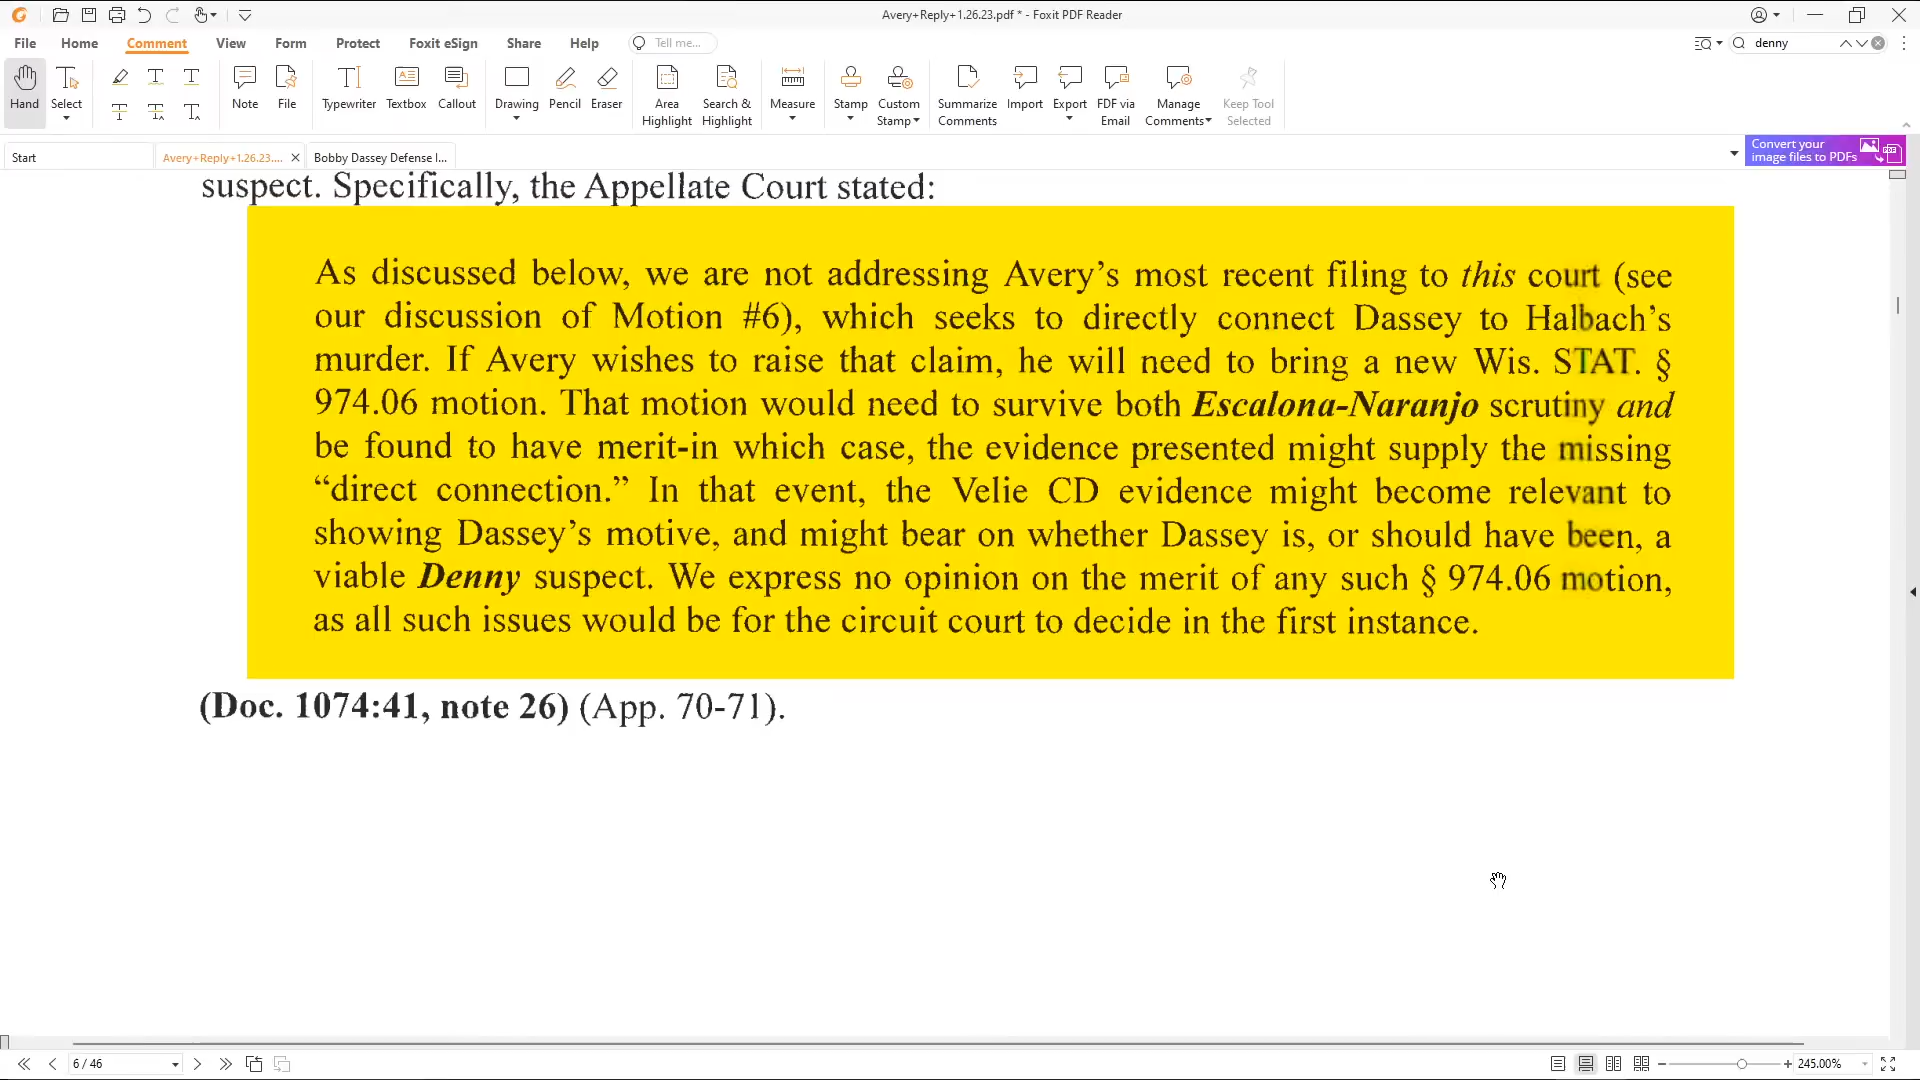 Avery+Reply+1.26.23.pdf * - Foxit PDF Reader
File Home Comment View Form Protect Foxit eSign Share Help Tell me... denny
Hand Select Note File Typewriter Textbox Callout Drawing Pencil Eraser Area Highlight Search & Highlight Measure Stamp Custom Stamp Summarize Comments Import Export FDF via Email Manage Comments Keep Tool Selected
Start Avery+Reply+1.26.23.... Bobby Dassey Defense I... Convert your image files to PDFs
suspect. Specifically, the Appellate Court stated:
As discussed below, we are not addressing Avery’s most recent filing to this court (see
our discussion of Motion #6), which seeks to directly connect Dassey to Halbach’s
murder. If Avery wishes to raise that claim, he will need to bring a new Wis. STAT. §
974.06 motion. That motion would need to survive both Escalona-Naranjo scrutiny and
be found to have merit-in which case, the evidence presented might supply the missing
“direct connection.” In that event, the Velie CD evidence might become relevant to
showing Dassey’s motive, and might bear on whether Dassey is, or should have been, a
viable Denny suspect. We express no opinion on the merit of any such § 974.06 motion,
as all such issues would be for the circuit court to decide in the first instance.
(Doc. 1074:41, note 26) (App. 70-71).
6 / 46 245.00%